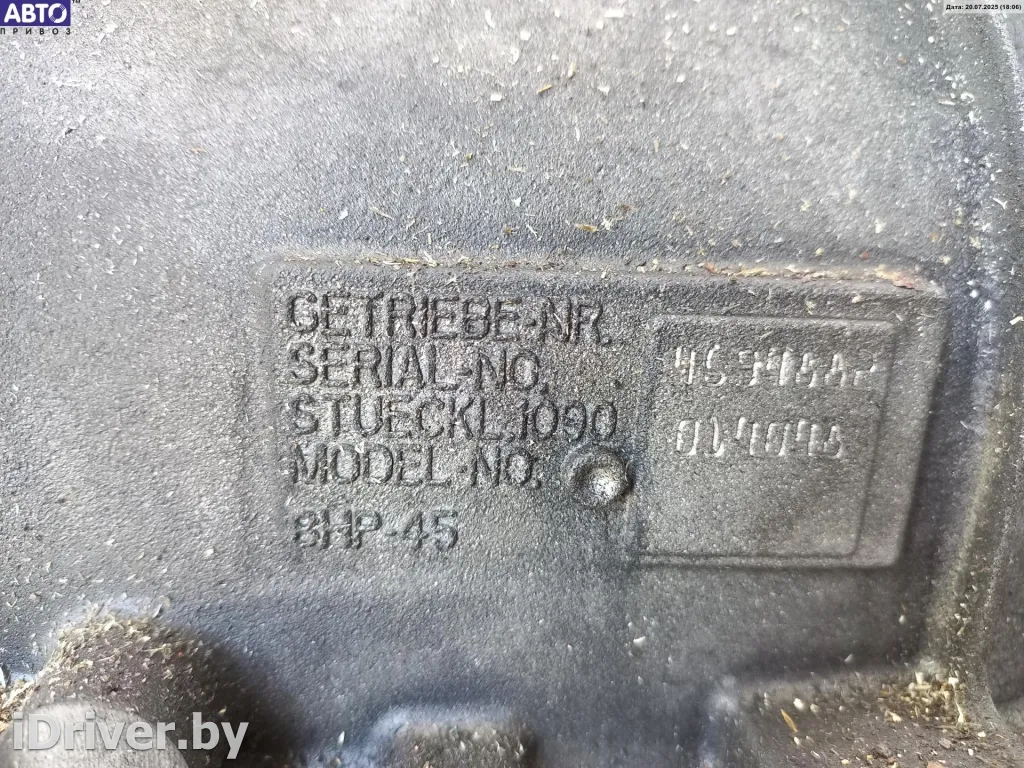 АВТО
ПРИВОЗ
Дата: 20.07.2025 (18:06)
GETRIEBE-NR.
SERIAL-NO.
STUECKL.1090
MODEL-NO.
8HP-45
iDriver.by